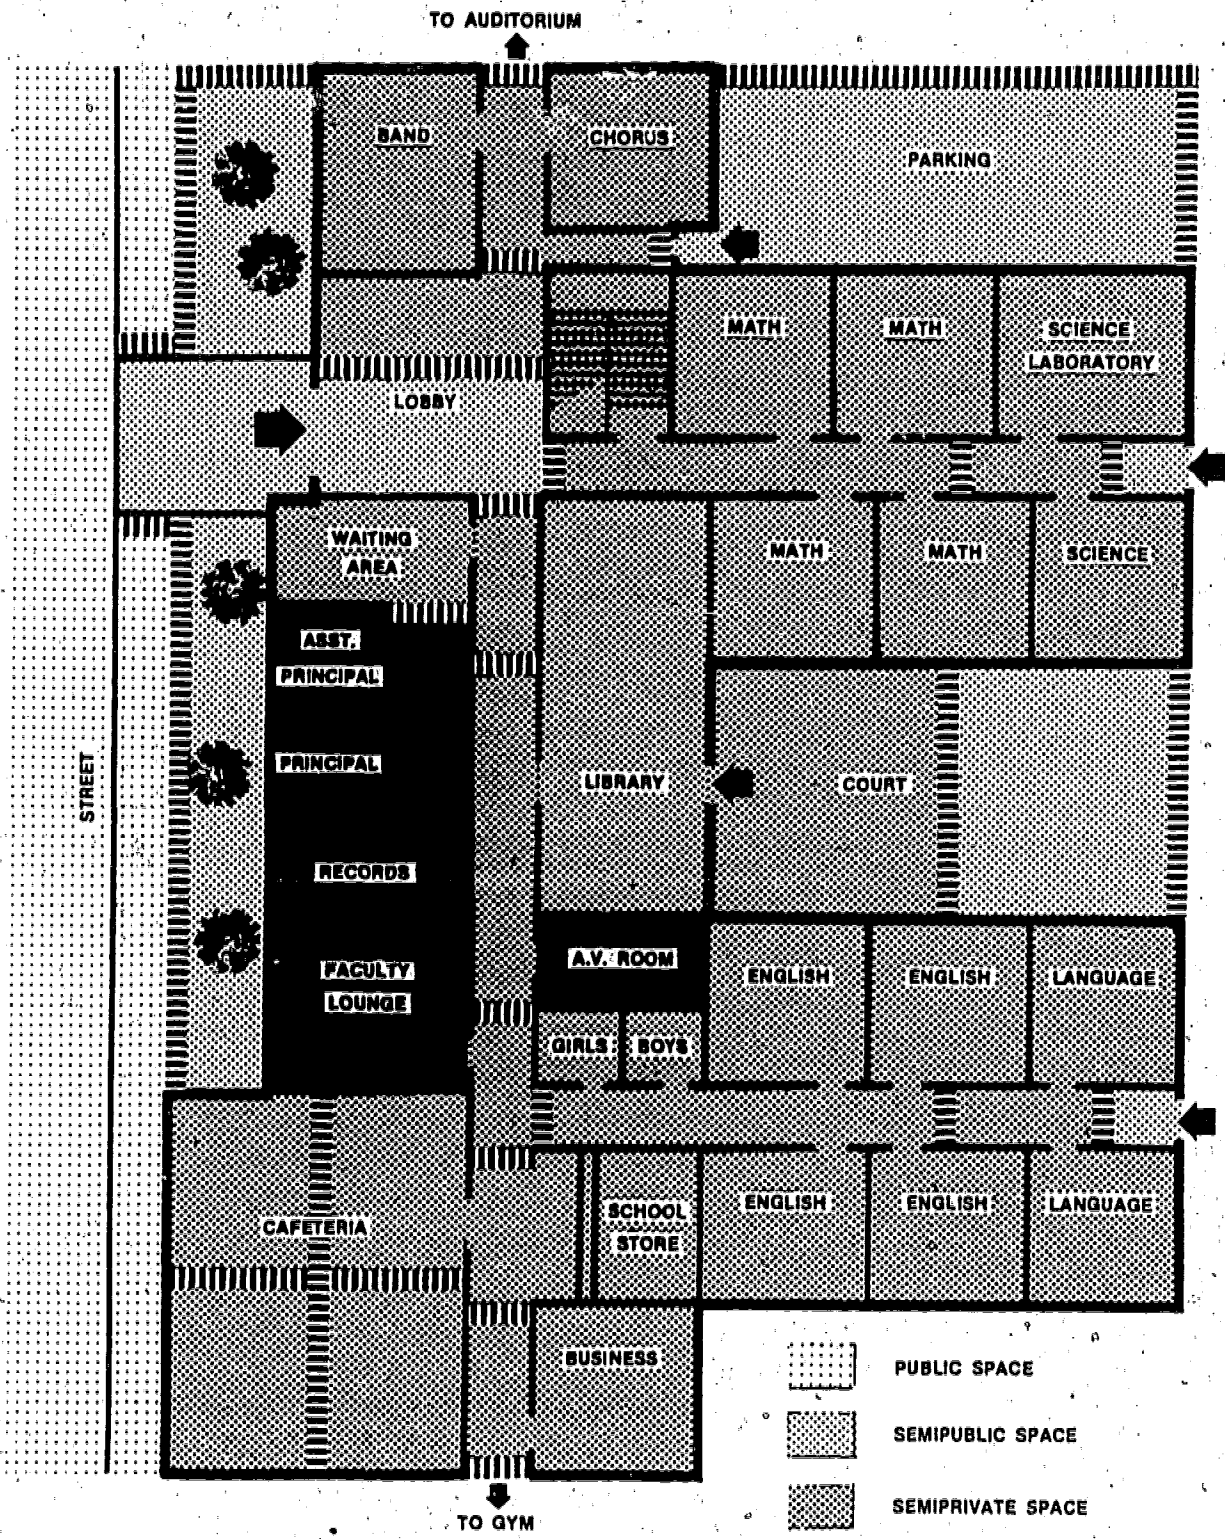 TO AUDITORIUM
BAND
CHORUS
PARKING
MATH
MATH
SCIENCE
LABORATORY
LOBBY
WAITING
AREA
MATH
MATH
SCIENCE
ASST.
PRINCIPAL
PRINCIPAL
STREET
LIBRARY
COURT
RECORDS
FACULTY
LOUNGE
A.V. ROOM
ENGLISH
ENGLISH
LANGUAGE
GIRLS
BOYS
CAFETERIA
SCHOOL
STORE
ENGLISH
ENGLISH
LANGUAGE
BUSINESS
PUBLIC SPACE
SEMIPUBLIC SPACE
SEMIPRIVATE SPACE
TO GYM